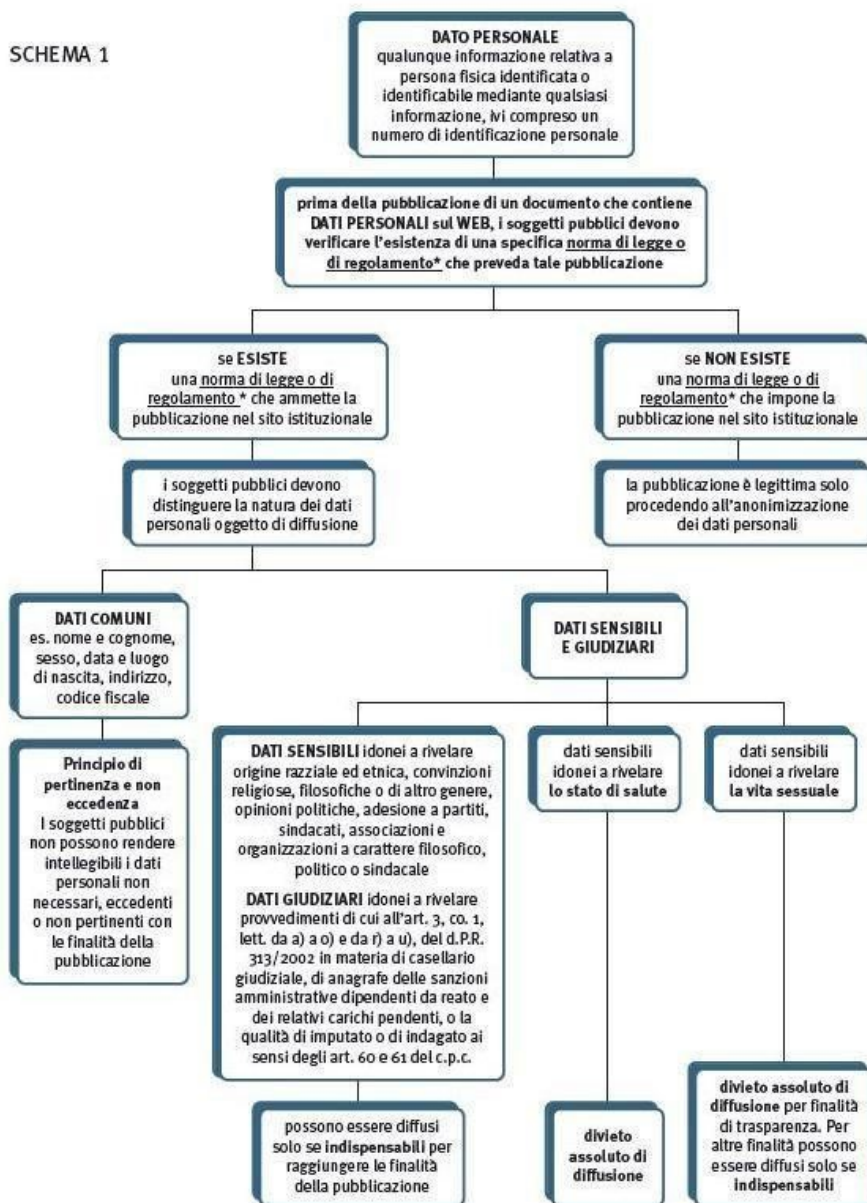 SCHEMA 1
DATO PERSONALE
qualunque informazione relativa a
persona fisica identificata o
identificabile mediante qualsiasi
informazione, ivi compreso un
numero di identificazione personale
prima della pubblicazione di un documento che contiene
DATI PERSONALI sul WEB, i soggetti pubblici devono
verificare l'esistenza di una specifica norma di legge o
di regolamento* che preveda tale pubblicazione
se ESISTE
una norma di legge o di
regolamento * che ammette la
pubblicazione nel sito istituzionale
se NON ESISTE
una norma di legge o di
regolamento* che impone la
pubblicazione nel sito istituzionale
i soggetti pubblici devono
distinguere la natura dei dati
personali oggetto di diffusione
la pubblicazione è legittima solo
procedendo all'anonimizzazione
dei dati personali
DATI COMUNI
es. nome e cognome,
sesso, data e luogo
di nascita, indirizzo,
codice fiscale
DATI SENSIBILI
E GIUDIZIARI
Principio di
pertinenza e non
eccedenza
I soggetti pubblici
non possono rendere
intellegibili i dati
personali non
necessari, eccedenti
o non pertinenti con
le finalità della
pubblicazione
DATI SENSIBILI idonei a rivelare
origine razziale ed etnica, convinzioni
religiose, filosofiche o di altro genere,
opinioni politiche, adesione a partiti,
sindacati, associazioni e
organizzazioni a carattere filosofico,
politico o sindacale
DATI GIUDIZIARI idonei a rivelare
provvedimenti di cui all'art. 3, co. 1,
lett. da a) a o) e da r) a u), del d.P.R.
313/2002 in materia di casellario
giudiziale, di anagrafe delle sanzioni
amministrative dipendenti da reato e
dei relativi carichi pendenti, o la
qualità di imputato o di indagato ai
sensi degli art. 60 e 61 del c.p.c.
dati sensibili
idonei a rivelare
lo stato di salute
dati sensibili
idonei a rivelare
la vita sessuale
possono essere diffusi
solo se indispensabili per
raggiungere le finalità
della pubblicazione
divieto
assoluto di
diffusione
divieto assoluto di
diffusione per finalità
di trasparenza. Per
altre finalità possono
essere diffusi solo se
indispensabili